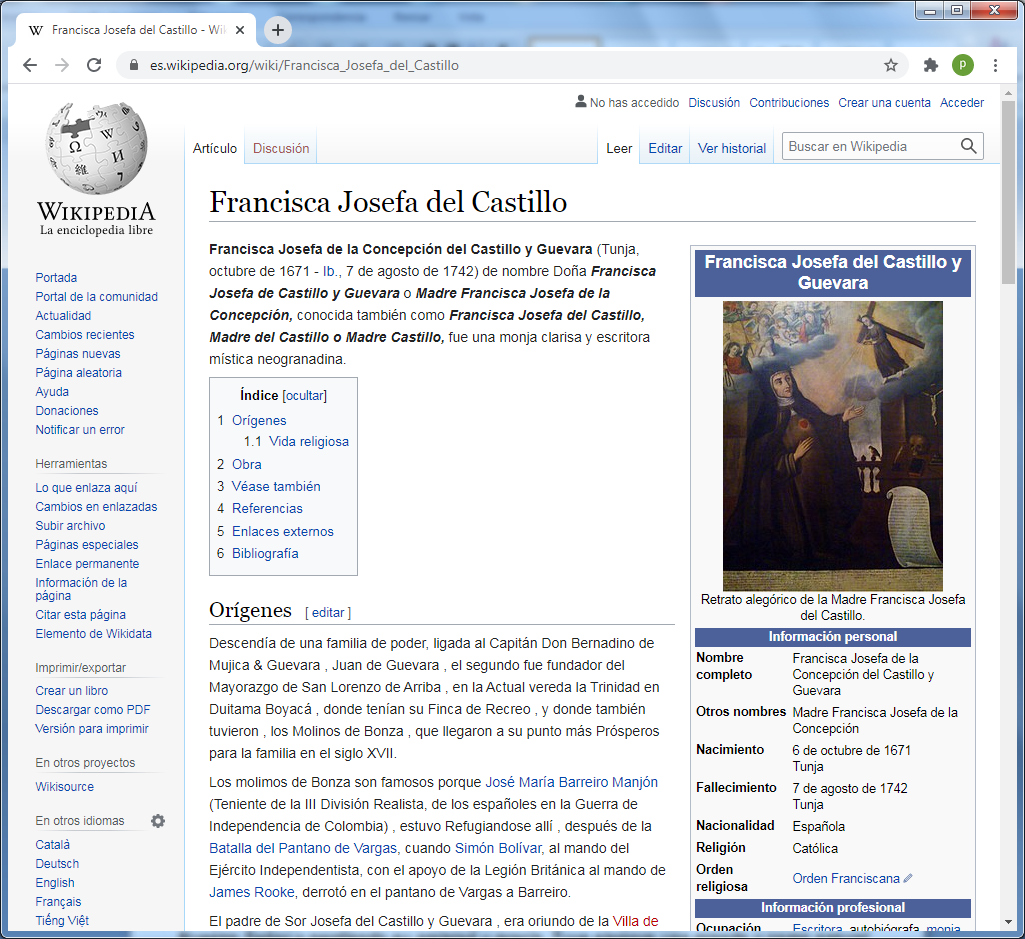 Francisca Josefa del Castillo - Wi
es.wikipedia.org/wiki/Francisca_Josefa_del_Castillo
p
No has accedido Discusión Contribuciones Crear una cuenta Acceder
Artículo Discusión Leer Editar Ver historial Buscar en Wikipedia
WIKIPEDIA
La enciclopedia libre
Portada
Portal de la comunidad
Actualidad
Cambios recientes
Páginas nuevas
Página aleatoria
Ayuda
Donaciones
Notificar un error
Herramientas
Lo que enlaza aquí
Cambios en enlazadas
Subir archivo
Páginas especiales
Enlace permanente
Información de la
página
Citar esta página
Elemento de Wikidata
Imprimir/exportar
Crear un libro
Descargar como PDF
Versión para imprimir
En otros proyectos
Wikisource
En otros idiomas
Català
Deutsch
English
Français
Tiếng Việt
Francisca Josefa del Castillo
Francisca Josefa de la Concepción del Castillo y Guevara (Tunja,
octubre de 1671 - Ib., 7 de agosto de 1742) de nombre Doña Francisca
Josefa de Castillo y Guevara o Madre Francisca Josefa de la
Concepción, conocida también como Francisca Josefa del Castillo,
Madre del Castillo o Madre Castillo, fue una monja clarisa y escritora
mística neogranadina.
Índice [ocultar]
1 Orígenes
1.1 Vida religiosa
2 Obra
3 Véase también
4 Referencias
5 Enlaces externos
6 Bibliografía
Orígenes [ editar ]
Descendía de una familia de poder, ligada al Capitán Don Bernadino de
Mujica & Guevara , Juan de Guevara , el segundo fue fundador del
Mayorazgo de San Lorenzo de Arriba , en la Actual vereda la Trinidad en
Duitama Boyacá , donde tenían su Finca de Recreo , y donde también
tuvieron , los Molinos de Bonza , que llegaron a su punto más Prósperos
para la familia en el siglo XVII.
Los molimos de Bonza son famosos porque José María Barreiro Manjón
(Teniente de la III División Realista, de los españoles en la Guerra de
Independencia de Colombia) , estuvo Refugiandose allí , después de la
Batalla del Pantano de Vargas, cuando Simón Bolívar, al mando del
Ejército Independentista, con el apoyo de la Legión Británica al mando de
James Rooke, derrotó en el pantano de Vargas a Barreiro.
El padre de Sor Josefa del Castillo y Guevara , era oriundo de la Villa de
Francisca Josefa del Castillo y
Guevara
Retrato alegórico de la Madre Francisca Josefa
del Castillo.
Información personal
Nombre completo Francisca Josefa de la
Concepción del Castillo y
Guevara
Otros nombres Madre Francisca Josefa de la
Concepción
Nacimiento 6 de octubre de 1671
Tunja
Fallecimiento 7 de agosto de 1742
Tunja
Nacionalidad Española
Religión Católica
Orden religiosa Orden Franciscana
Información profesional
Ocupación Escritora, autobiógrafa, monja